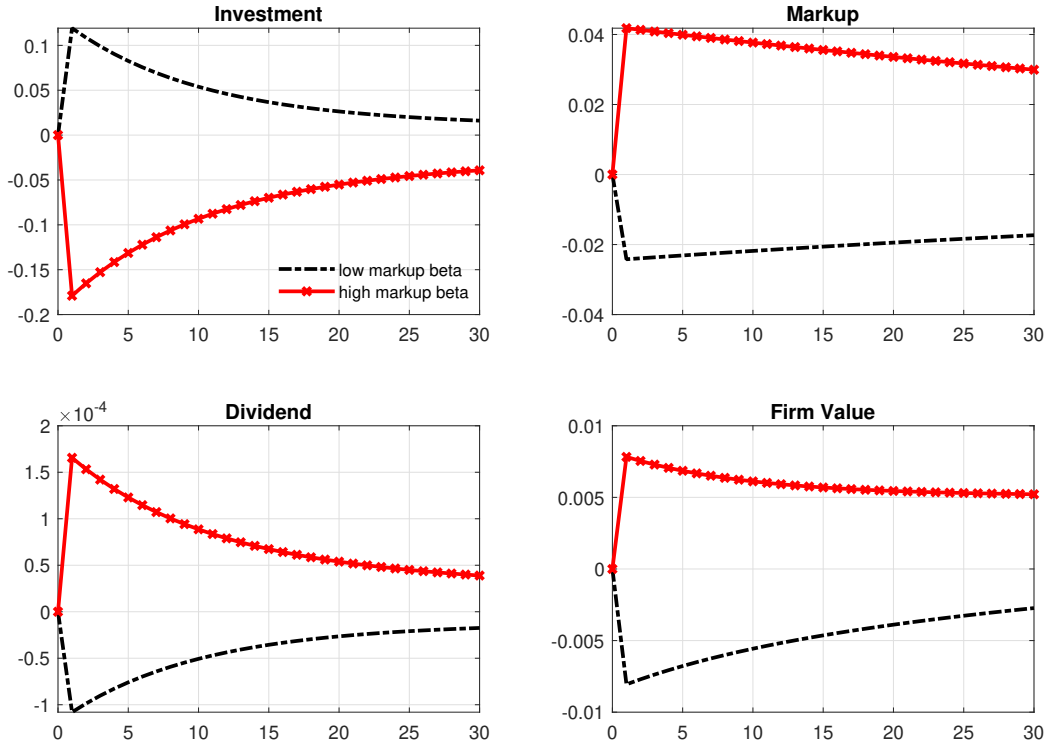 Investment
0.1
0.05
0
-0.05
-0.1
-0.15
-0.2
0 5 10 15 20 25 30
low markup beta
high markup beta
Markup
0.04
0.02
0
-0.02
-0.04
0 5 10 15 20 25 30
Dividend
×10⁻⁴
2
1.5
1
0.5
0
-0.5
-1
0 5 10 15 20 25 30
Firm Value
0.01
0.005
0
-0.005
-0.01
0 5 10 15 20 25 30